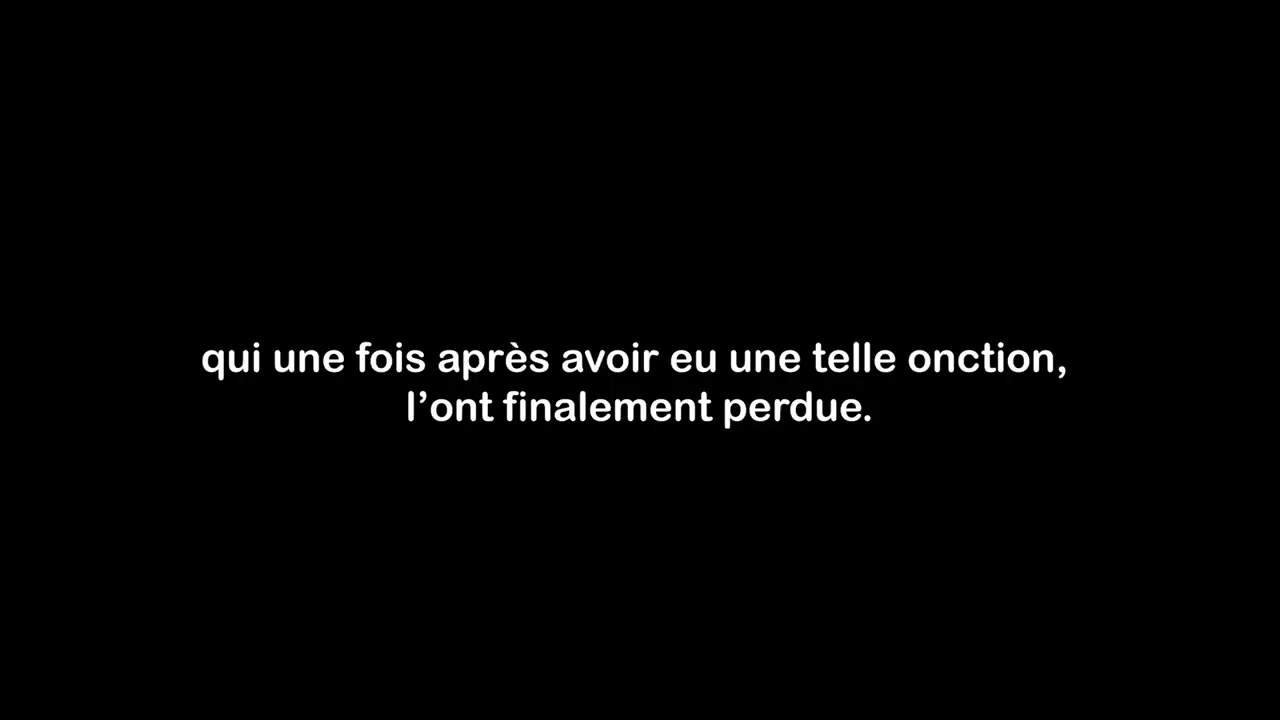 qui une fois après avoir eu une telle onction,
l’ont finalement perdue.